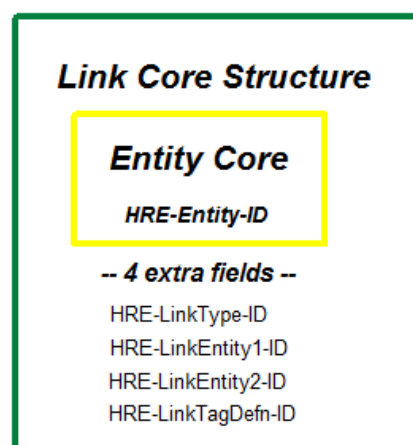 Link Core Structure
Entity Core
HRE-Entity-ID
-- 4 extra fields --
HRE-LinkType-ID
HRE-LinkEntity1-ID
HRE-LinkEntity2-ID
HRE-LinkTagDefn-ID